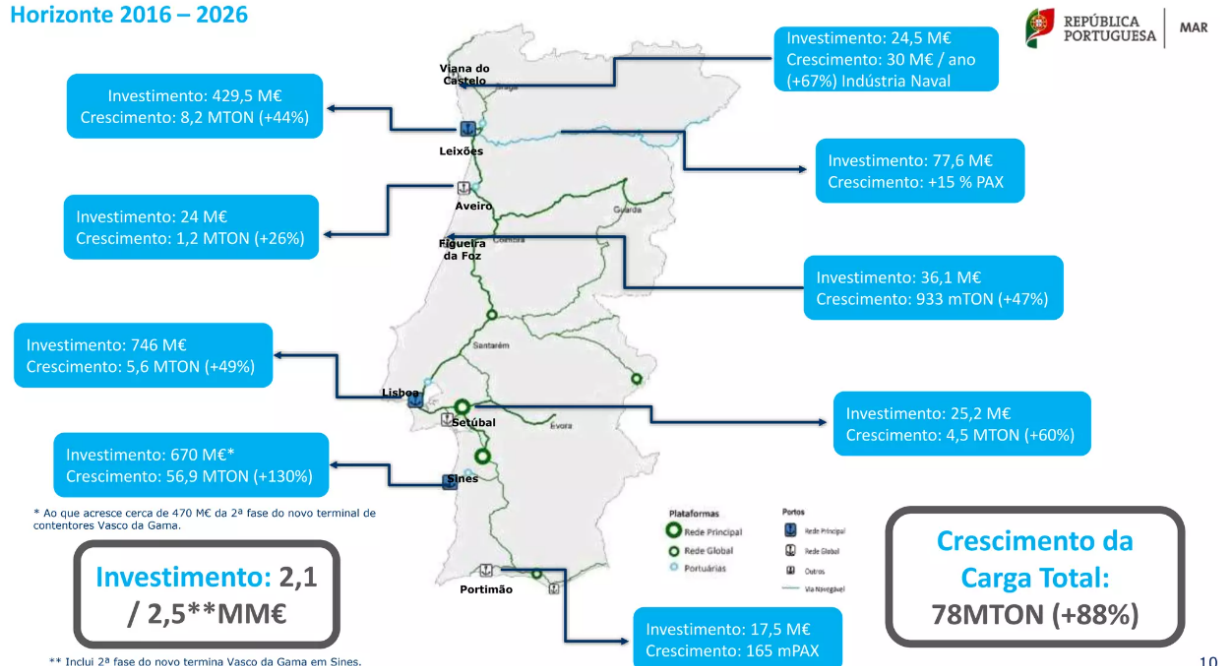 Horizonte 2016 – 2026
REPÚBLICA
PORTUGUESA
MAR
Investimento: 24,5 M€
Crescimento: 30 M€ / ano
(+67%) Indústria Naval
Viana do
Castelo
Braga
Investimento: 429,5 M€
Crescimento: 8,2 MTON (+44%)
Leixões
Investimento: 77,6 M€
Crescimento: +15 % PAX
Investimento: 24 M€
Crescimento: 1,2 MTON (+26%)
Aveiro
Guarda
Figueira
da Foz
Coimbra
Investimento: 36,1 M€
Crescimento: 933 mTON (+47%)
Investimento: 746 M€
Crescimento: 5,6 MTON (+49%)
Santarém
Lisboa
Setúbal
Évora
Investimento: 25,2 M€
Crescimento: 4,5 MTON (+60%)
Investimento: 670 M€*
Crescimento: 56,9 MTON (+130%)
Sines
* Ao que acresce cerca de 470 M€ da 2ª fase do novo terminal de
contentores Vasco da Gama.
Plataformas
Rede Principal
Rede Global
Portuárias
Portos
Rede Principal
Rede Global
Outros
Via Navegável
Investimento: 2,1
/ 2,5**MM€
Crescimento da
Carga Total:
78MTON (+88%)
Portimão
Investimento: 17,5 M€
Crescimento: 165 mPAX
** Inclui 2ª fase do novo termina Vasco da Gama em Sines.
10